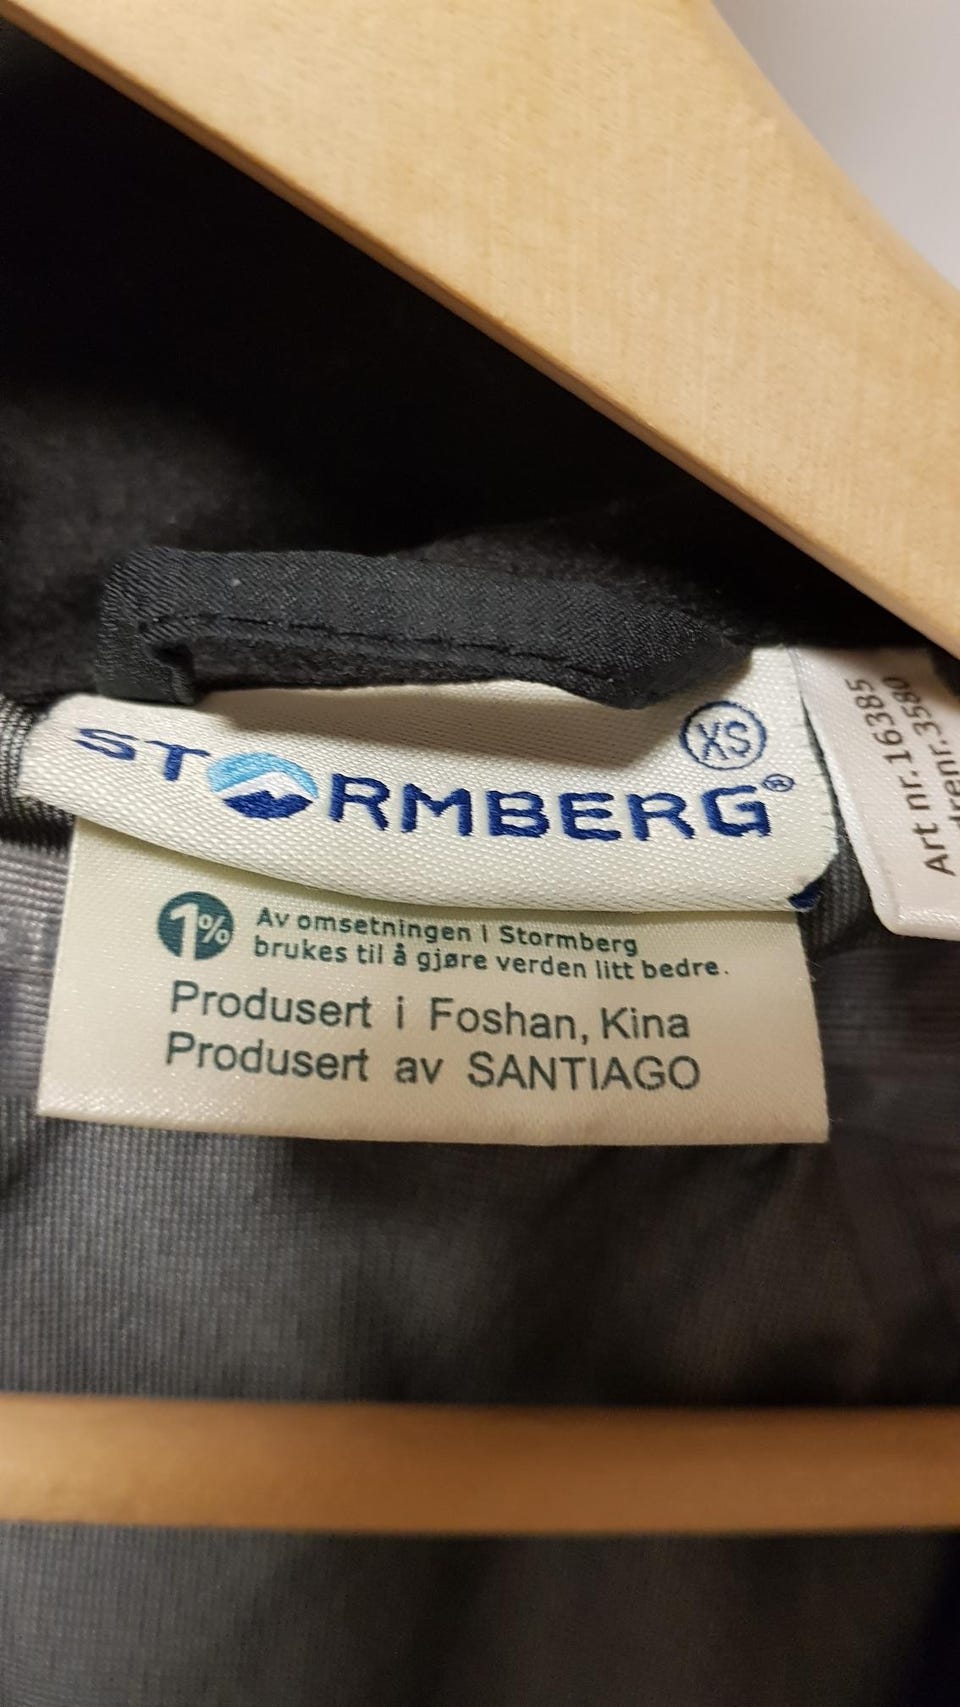 XS
STORMBERG®
1% Av omsetningen i Stormberg
brukes til å gjøre verden litt bedre.
Produsert i Foshan, Kina
Produsert av SANTIAGO
Art nr.16385